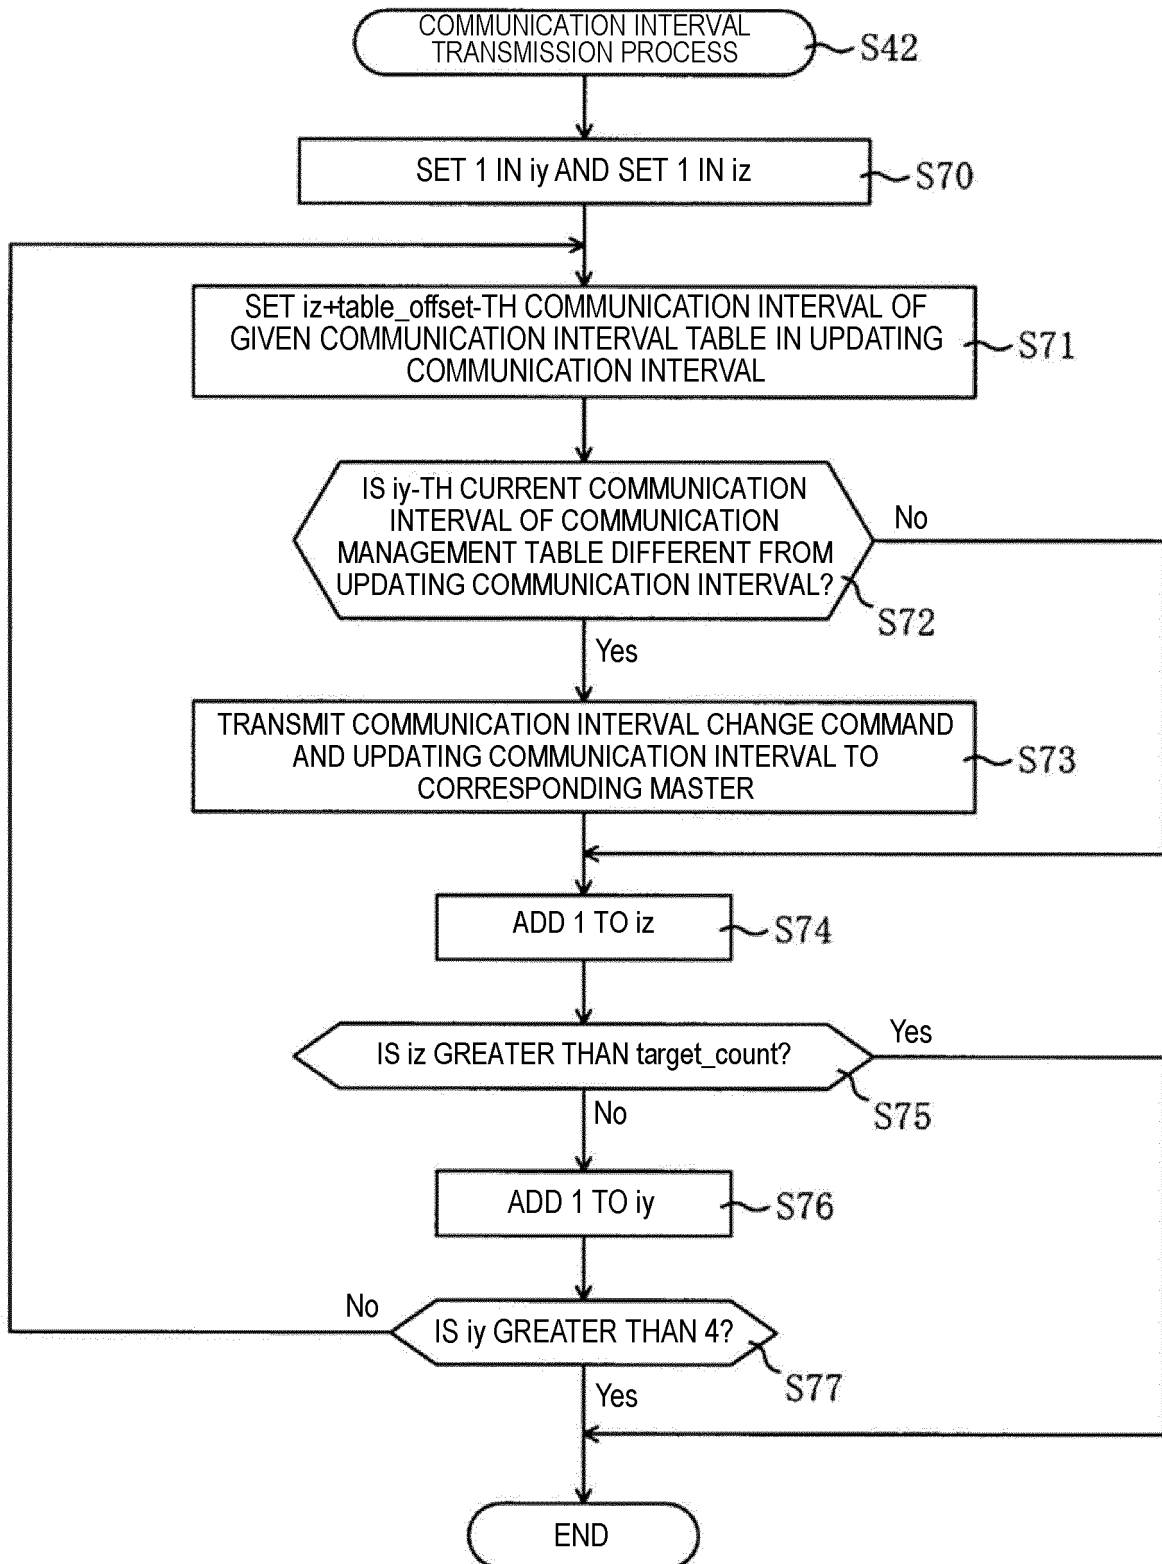 COMMUNICATION INTERVAL
TRANSMISSION PROCESS
S42
SET 1 IN iy AND SET 1 IN iz
S70
SET iz+table_offset-TH COMMUNICATION INTERVAL OF
GIVEN COMMUNICATION INTERVAL TABLE IN UPDATING
COMMUNICATION INTERVAL
S71
IS iy-TH CURRENT COMMUNICATION
INTERVAL OF COMMUNICATION
MANAGEMENT TABLE DIFFERENT FROM
UPDATING COMMUNICATION INTERVAL?
No
S72
Yes
TRANSMIT COMMUNICATION INTERVAL CHANGE COMMAND
AND UPDATING COMMUNICATION INTERVAL TO
CORRESPONDING MASTER
S73
ADD 1 TO iz
S74
IS iz GREATER THAN target_count?
Yes
S75
No
ADD 1 TO iy
S76
No
IS iy GREATER THAN 4?
S77
Yes
END